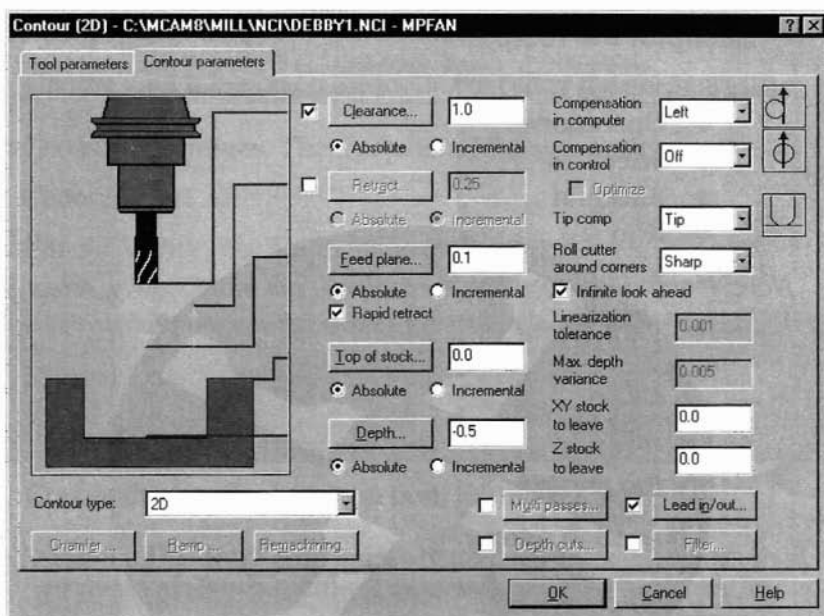 Contour (2D) - C:\MCAM8\MILL\NCI\DEBBY1.NCI - MPFAN
Tool parameters
Contour parameters
Clearance...
1.0
Absolute
Incremental
Retract...
0.25
Absolute
Incremental
Feed plane...
0.1
Absolute
Incremental
Rapid retract
Top of stock...
0.0
Absolute
Incremental
Depth...
-0.5
Absolute
Incremental
Compensation
in computer
Left
Compensation
in control
Off
Optimize
Tip comp
Tip
Roll cutter
around corners
Sharp
Infinite look ahead
Linearization
tolerance
0.001
Max. depth
variance
0.005
XY stock
to leave
0.0
Z stock
to leave
0.0
Contour type:
2D
Chamfer ...
Ramp ...
Remachining...
Multi passes...
Lead in/out...
Depth cuts...
Filter...
OK
Cancel
Help